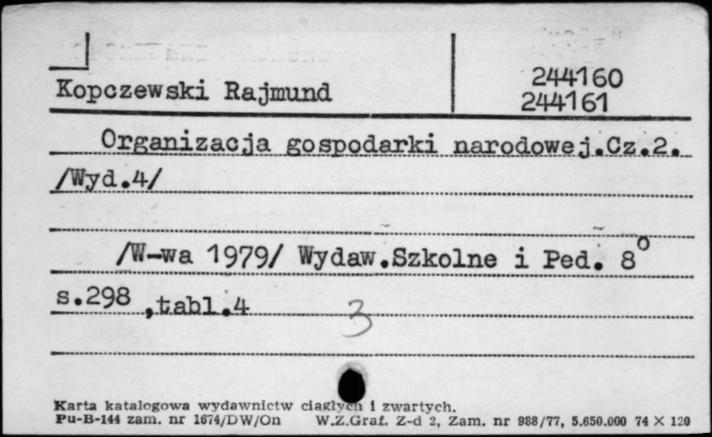 244160
Kopczewski Rajmund
244161
Organizacja gospodarki narodowej.Cz.2.
/Wyd.4/
/W-wa 1979/ Wydaw.Szkolne i Ped. 8°
s.298 ,tabl.4
3
Karta katalogowa wydawnictw ciągłych i zwartych.
Pu-B-144 zam. nr 1674/DW/On W.Z.Graf. Z-d 2, Zam. nr 988/77, 5.650.000 74 X 120